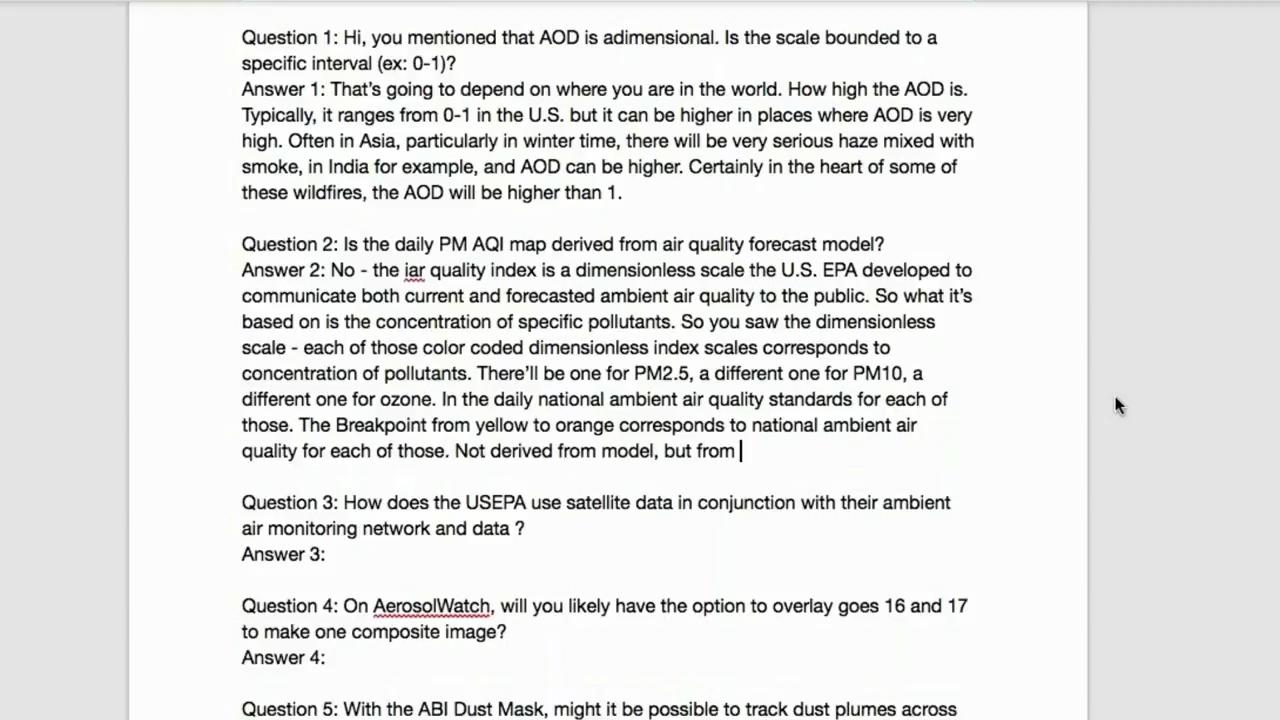 Question 1: Hi, you mentioned that AOD is adimensional. Is the scale bounded to a
specific interval (ex: 0-1)?
Answer 1: That's going to depend on where you are in the world. How high the AOD is.
Typically, it ranges from 0-1 in the U.S. but it can be higher in places where AOD is very
high. Often in Asia, particularly in winter time, there will be very serious haze mixed with
smoke, in India for example, and AOD can be higher. Certainly in the heart of some of
these wildfires, the AOD will be higher than 1.
Question 2: Is the daily PM AQI map derived from air quality forecast model?
Answer 2: No - the iar quality index is a dimensionless scale the U.S. EPA developed to
communicate both current and forecasted ambient air quality to the public. So what it's
based on is the concentration of specific pollutants. So you saw the dimensionless
scale - each of those color coded dimensionless index scales corresponds to
concentration of pollutants. There'll be one for PM2.5, a different one for PM10, a
different one for ozone. In the daily national ambient air quality standards for each of
those. The Breakpoint from yellow to orange corresponds to national ambient air
quality for each of those. Not derived from model, but from
Question 3: How does the USEPA use satellite data in conjunction with their ambient
air monitoring network and data ?
Answer 3:
Question 4: On AerosolWatch, will you likely have the option to overlay goes 16 and 17
to make one composite image?
Answer 4:
Question 5: With the ABI Dust Mask, might it be possible to track dust plumes across